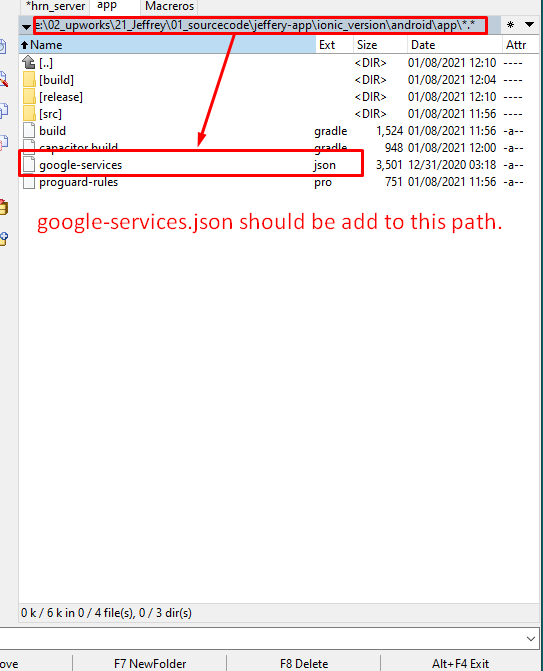 *hrn_server app Macreros
e:\02_upworks\21_Jeffrey\01_sourcecode\jeffery-app\ionic_version\android\app\*.* * 
Name Ext Size Date Attr
[..] <DIR> 01/08/2021 12:10 ----
[build] <DIR> 01/08/2021 12:04 ----
[release] <DIR> 01/08/2021 12:10 ----
[src] <DIR> 01/08/2021 11:56 ----
build gradle 1,524 01/08/2021 11:56 -a--
capacitor.build gradle 948 01/08/2021 12:00 -a--
google-services json 3,501 12/31/2020 03:18 -a--
proguard-rules pro 751 01/08/2021 11:56 -a--
google-services.json should be add to this path.
0 k / 6 k in 0 / 4 file(s), 0 / 3 dir(s)
ove F7 NewFolder F8 Delete Alt+F4 Exit